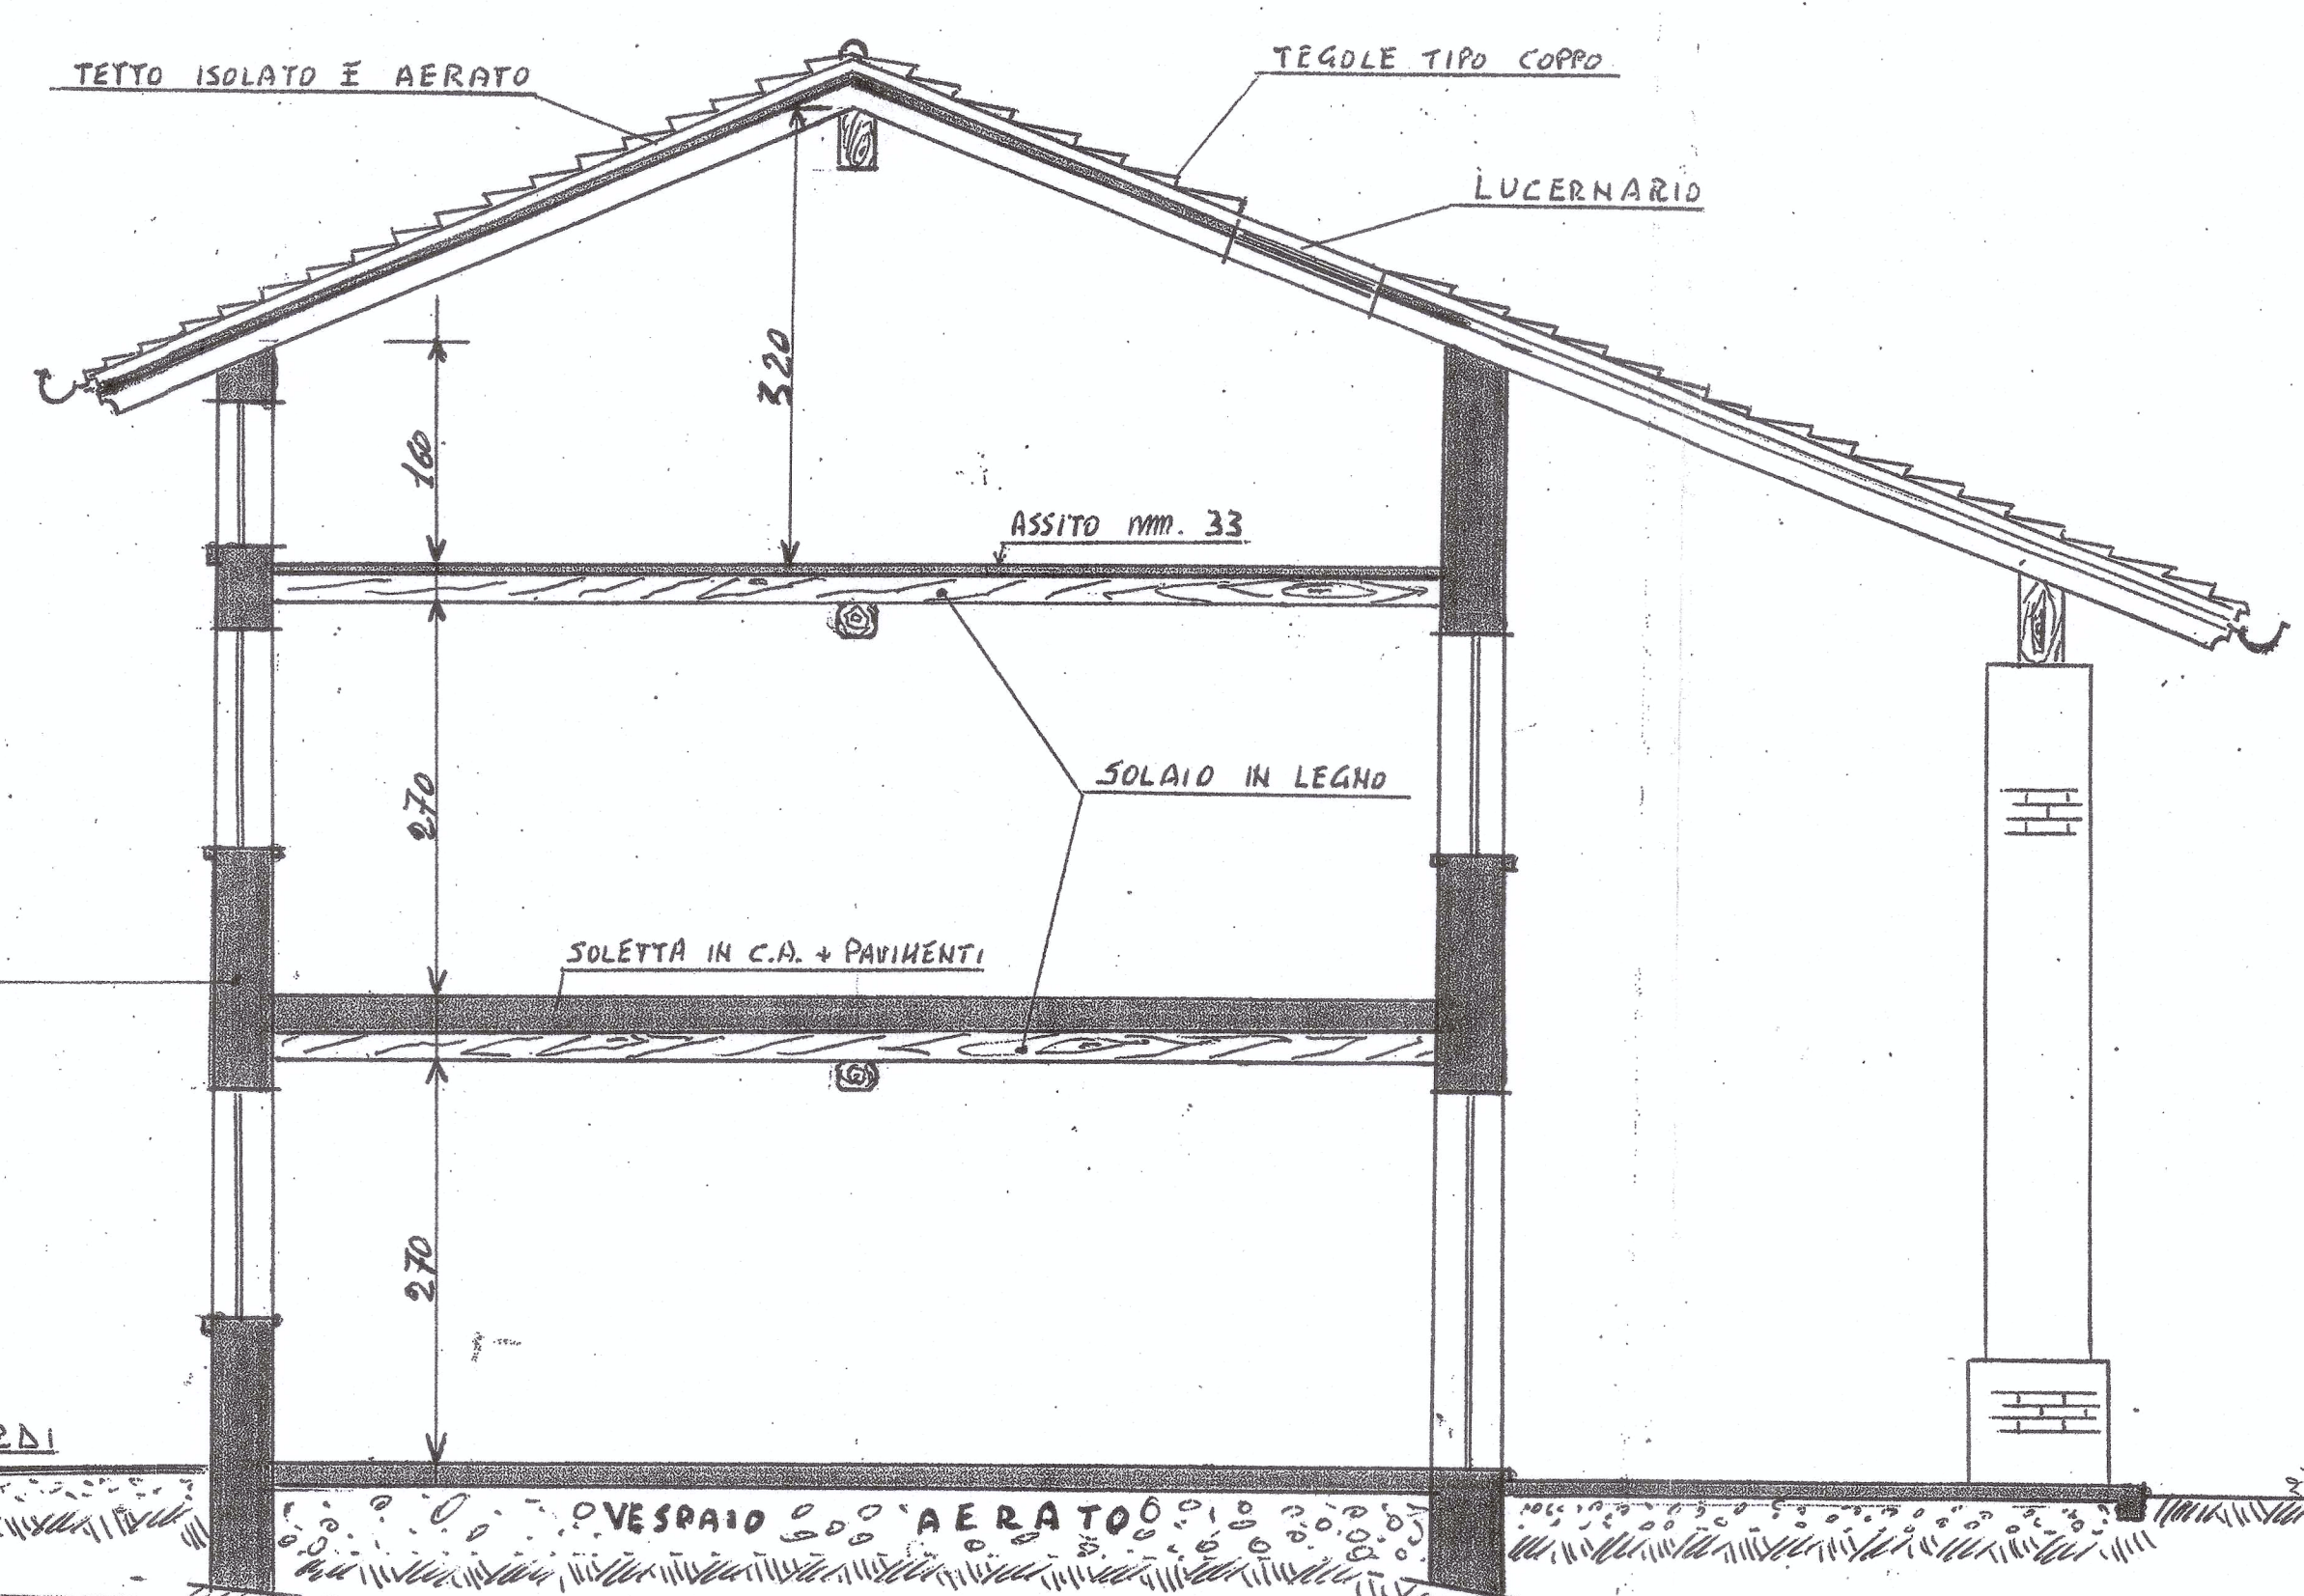 TETTO ISOLATO E AERATO
TEGOLE TIPO COPPO
LUCERNARIO
320
160
ASSITO mm. 33
270
SOLAIO IN LEGNO
SOLETTA IN C.A. + PAVIMENTI
270
VESPAIO AERATO